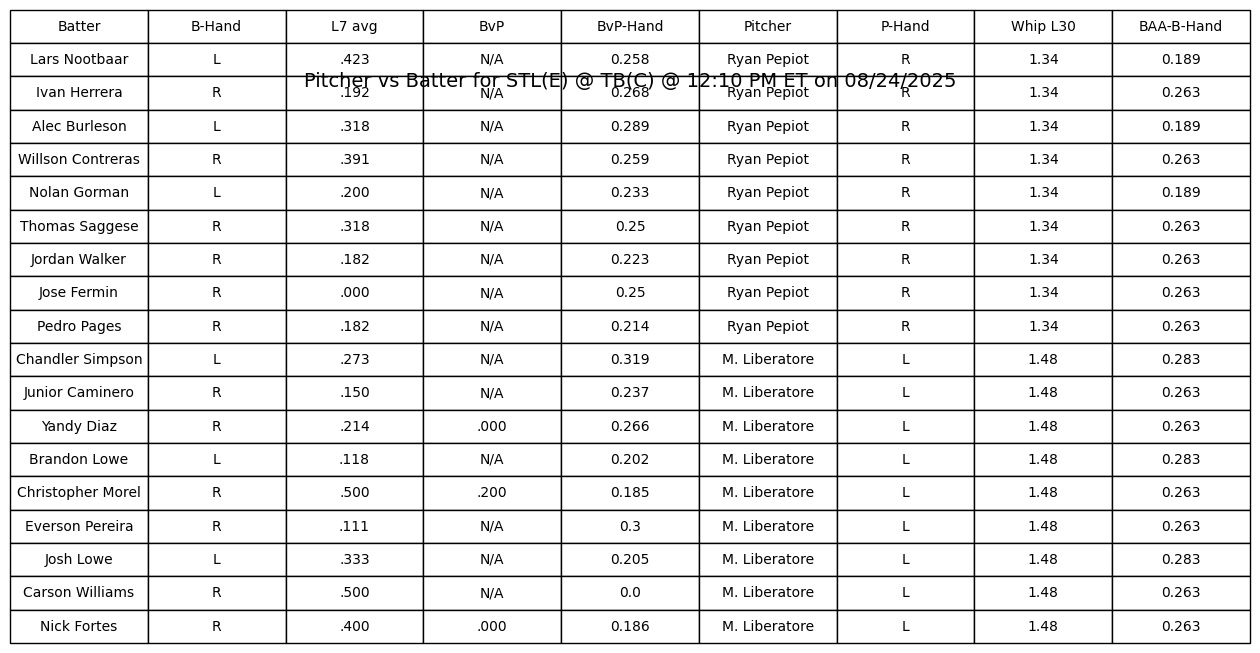 Batter B-Hand L7 avg BvP BvP-Hand Pitcher P-Hand Whip L30 BAA-B-Hand
Lars Nootbaar L .423 N/A 0.258 Ryan Pepiot R 1.34 0.189
Pitcher vs Batter for STL(E) @ TB(C) @ 12:10 PM ET on 08/24/2025
Ivan Herrera R .192 N/A 0.268 Ryan Pepiot R 1.34 0.263
Alec Burleson L .318 N/A 0.289 Ryan Pepiot R 1.34 0.189
Willson Contreras R .391 N/A 0.259 Ryan Pepiot R 1.34 0.263
Nolan Gorman L .200 N/A 0.233 Ryan Pepiot R 1.34 0.189
Thomas Saggese R .318 N/A 0.25 Ryan Pepiot R 1.34 0.263
Jordan Walker R .182 N/A 0.223 Ryan Pepiot R 1.34 0.263
Jose Fermin R .000 N/A 0.25 Ryan Pepiot R 1.34 0.263
Pedro Pages R .182 N/A 0.214 Ryan Pepiot R 1.34 0.263
Chandler Simpson L .273 N/A 0.319 M. Liberatore L 1.48 0.283
Junior Caminero R .150 N/A 0.237 M. Liberatore L 1.48 0.263
Yandy Diaz R .214 .000 0.266 M. Liberatore L 1.48 0.263
Brandon Lowe L .118 N/A 0.202 M. Liberatore L 1.48 0.283
Christopher Morel R .500 .200 0.185 M. Liberatore L 1.48 0.263
Everson Pereira R .111 N/A 0.3 M. Liberatore L 1.48 0.263
Josh Lowe L .333 N/A 0.205 M. Liberatore L 1.48 0.283
Carson Williams R .500 N/A 0.0 M. Liberatore L 1.48 0.263
Nick Fortes R .400 .000 0.186 M. Liberatore L 1.48 0.263